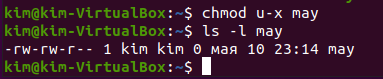 kim@kim-VirtualBox:~$ chmod u-x may
kim@kim-VirtualBox:~$ ls -l may
-rw-rw-r-- 1 kim kim 0 мая 10 23:14 may
kim@kim-VirtualBox:~$